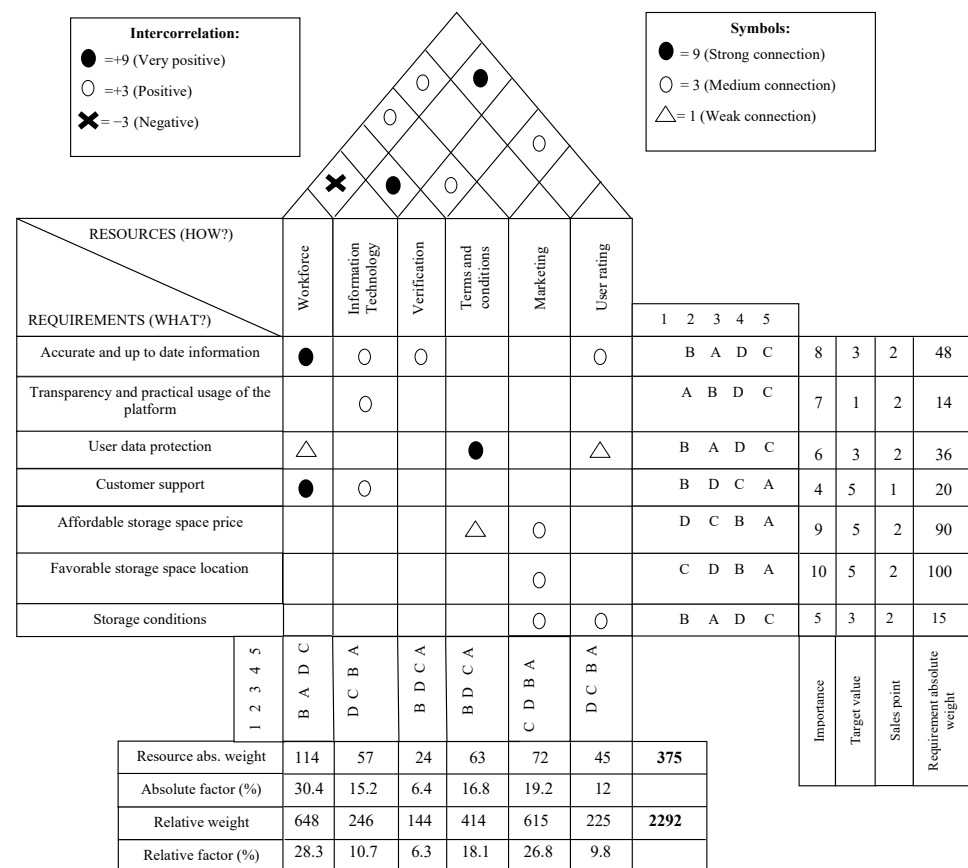 Intercorrelation:
=+9 (Very positive)
=+3 (Positive)
= −3 (Negative)
Symbols:
= 9 (Strong connection)
= 3 (Medium connection)
= 1 (Weak connection)
RESOURCES (HOW?)
REQUIREMENTS (WHAT?)
Workforce
Information
Technology
Verification
Terms and
conditions
Marketing
User rating
1 2 3 4 5
Accurate and up to date information
B A D C
8 3 2 48
Transparency and practical usage of the
platform
A B D C
7 1 2 14
User data protection
B A D C
6 3 2 36
Customer support
B D C A
4 5 1 20
Affordable storage space price
D C B A
9 5 2 90
Favorable storage space location
C D B A
10 5 2 100
Storage conditions
B A D C
5 3 2 15
1 2 3 4 5
B A D C
D C B A
B D C A
B D C A
C D B A
D C B A
Importance
Target value
Sales point
Requirement absolute
weight
Resource abs. weight 114 57 24 63 72 45 375
Absolute factor (%) 30.4 15.2 6.4 16.8 19.2 12
Relative weight 648 246 144 414 615 225 2292
Relative factor (%) 28.3 10.7 6.3 18.1 26.8 9.8